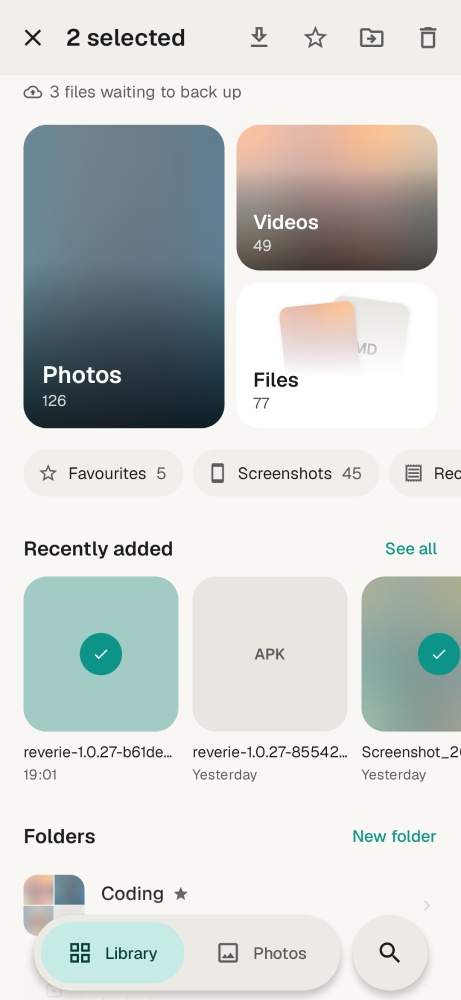 2 selected
3 files waiting to back up
Photos
126
Videos
49
MD
Files
77
Favourites 5
Screenshots 45
Rec
Recently added
See all
reverie-1.0.27-b61de...
19:01
APK
reverie-1.0.27-85542...
Yesterday
Screenshot_20
Yesterday
Folders
New folder
Coding
Library
Photos